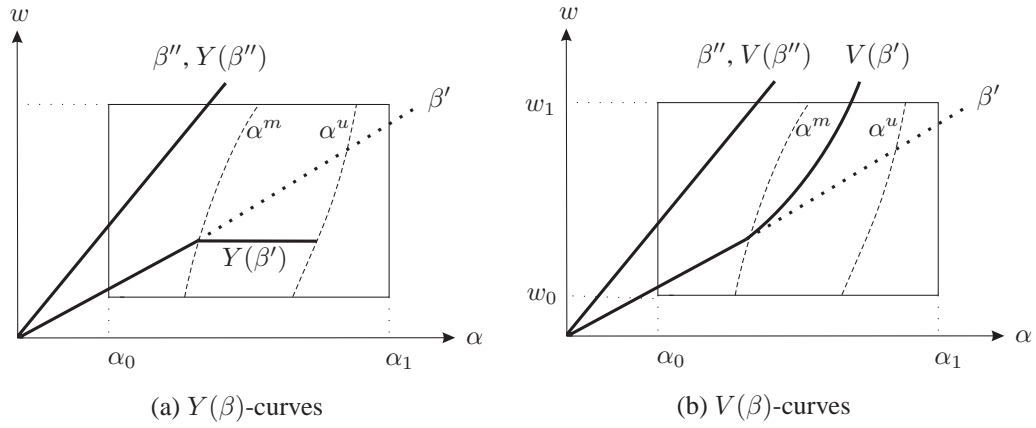 w
β′′, Y(β′′)
β′
α^m
α^u
Y(β′)
α
α_0
α_1
(a) Y(β)-curves
w
β′′, V(β′′)
V(β′)
β′
w_1
α^m
α^u
w_0
α
α_0
α_1
(b) V(β)-curves